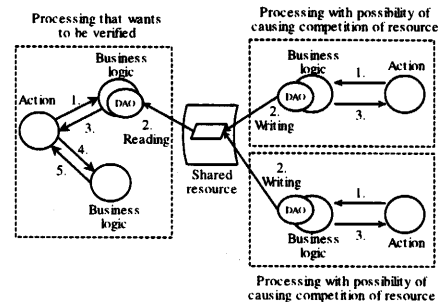 Processing that wants
to be verified
Business
logic
Action
1.
DAO
3.
2.
Reading
4.
5.
Business
logic
Shared
resource
Processing with possibility of
causing competition of resource
Business
logic
1.
Action
DAO
2.
Writing
3.
2.
Writing
DAO
1.
3.
Business
logic
Action
Processing with possibility of
causing competition of resource